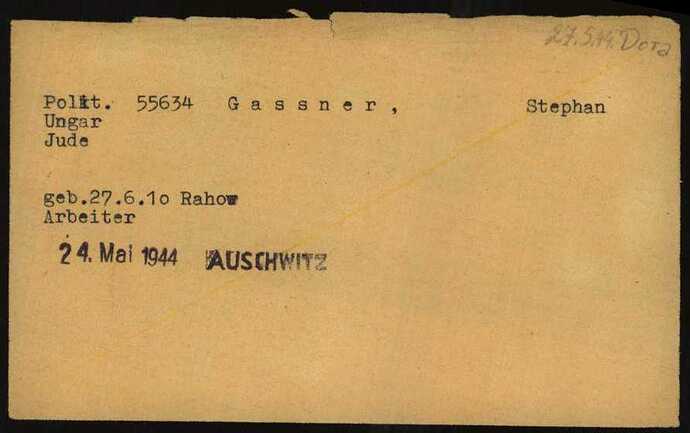 27.5.44. Dora
Polit. 55634 Gassner, Stephan
Ungar
Jude
geb.27.6.1o Rahow
Arbeiter
24. Mai 1944 AUSCHWITZ